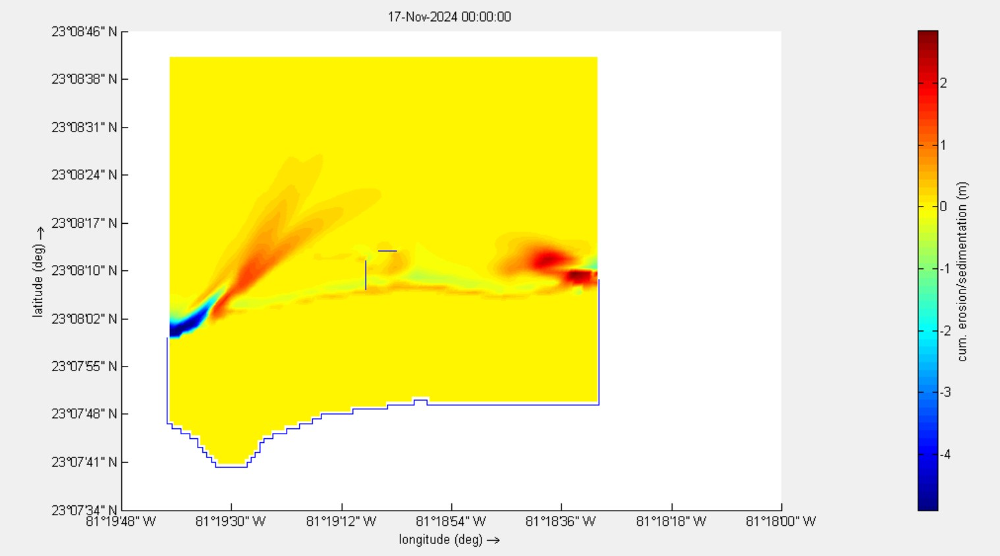 17-Nov-2024 00:00:00
23°08'46" N
23°08'38" N
23°08'31" N
23°08'24" N
23°08'17" N
23°08'10" N
23°08'02" N
23°07'55" N
23°07'48" N
23°07'41" N
23°07'34" N
latitude (deg) →
81°19'48" W
81°19'30" W
81°19'12" W
81°18'54" W
81°18'36" W
81°18'18" W
81°18'00" W
longitude (deg) →
2
1
0
-1
-2
-3
-4
cum. erosion/sedimentation (m)